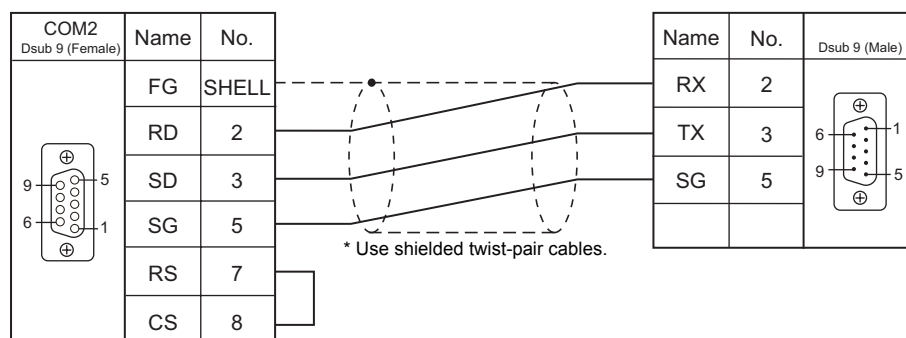 COM2
Dsub 9 (Female)
Name No.
FG SHELL
RD 2
SD 3
SG 5
RS 7
CS 8
9
5
6
1
* Use shielded twist-pair cables.
Name No.
Dsub 9 (Male)
RX 2
TX 3
SG 5
6
1
9
5